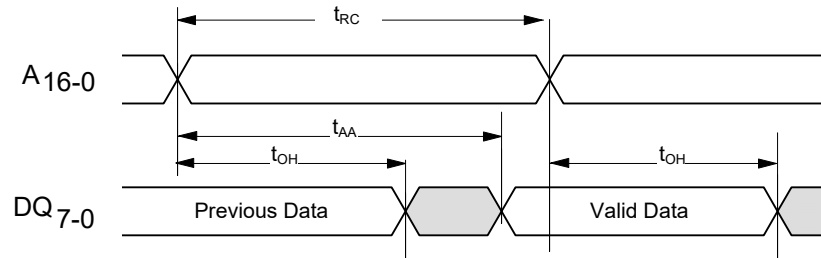 tRC
A16-0
tAA
tOH
tOH
DQ7-0
Previous Data
Valid Data